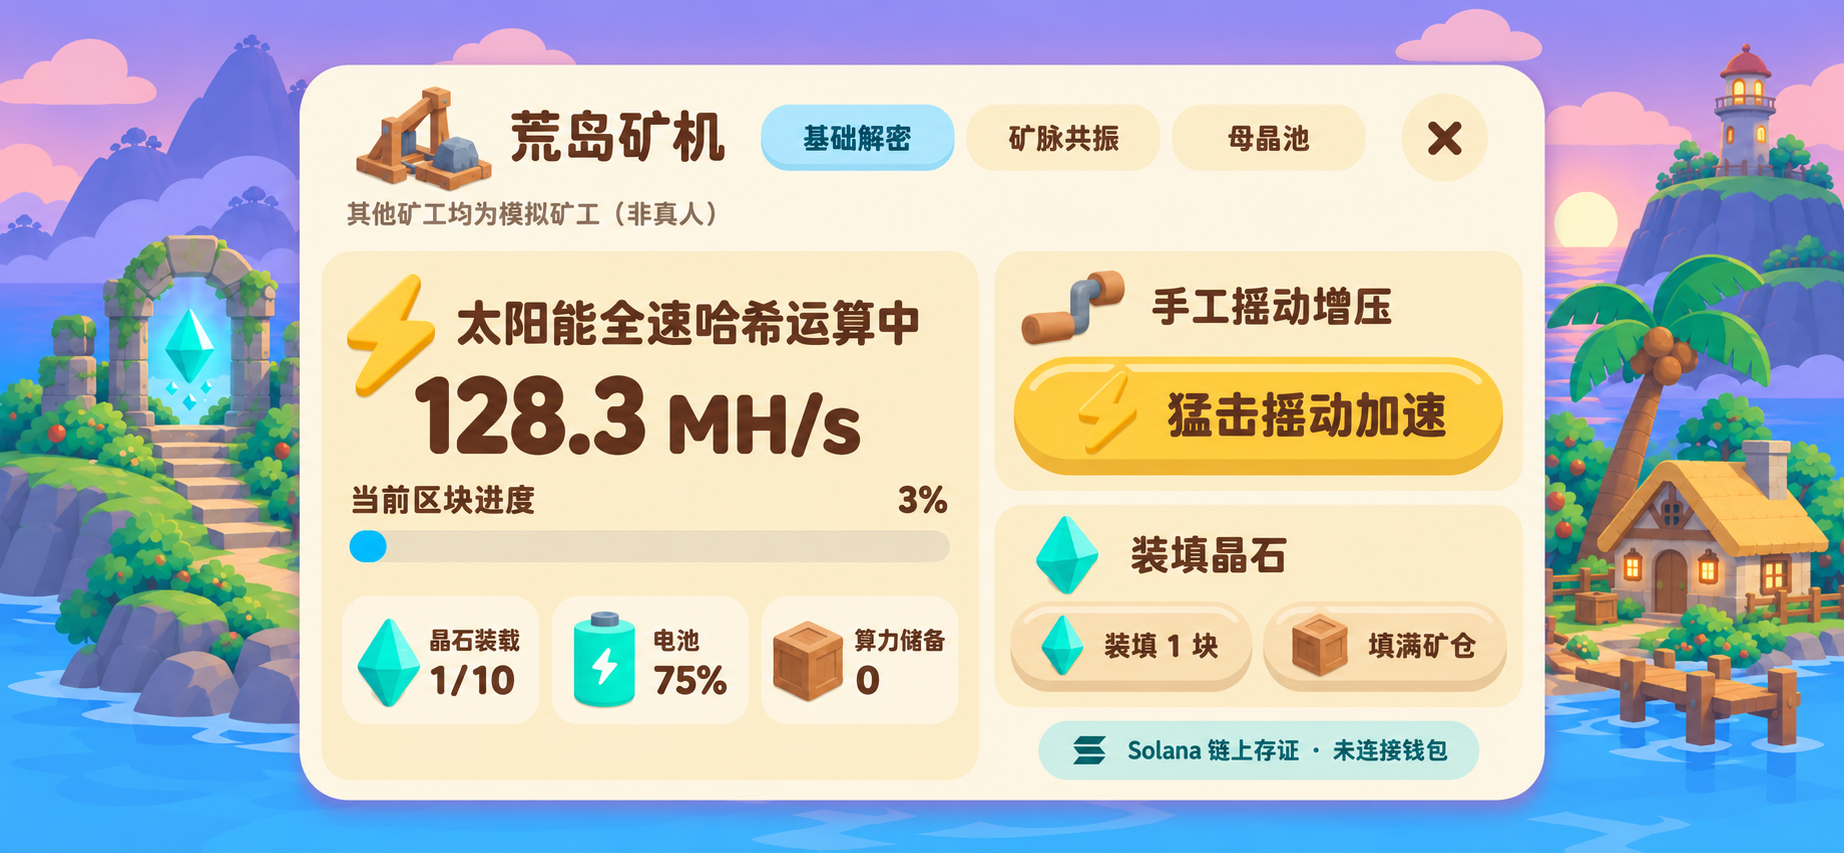 荒岛矿机
基础解密
矿脉共振
母晶池
其他矿工均为模拟矿工（非真人）
太阳能全速哈希运算中
128.3 MH/s
当前区块进度
3%
晶石装载
1/10
电池
75%
算力储备
0
手工摇动增压
猛击摇动加速
装填晶石
装填 1 块
填满矿仓
Solana 链上存证 · 未连接钱包